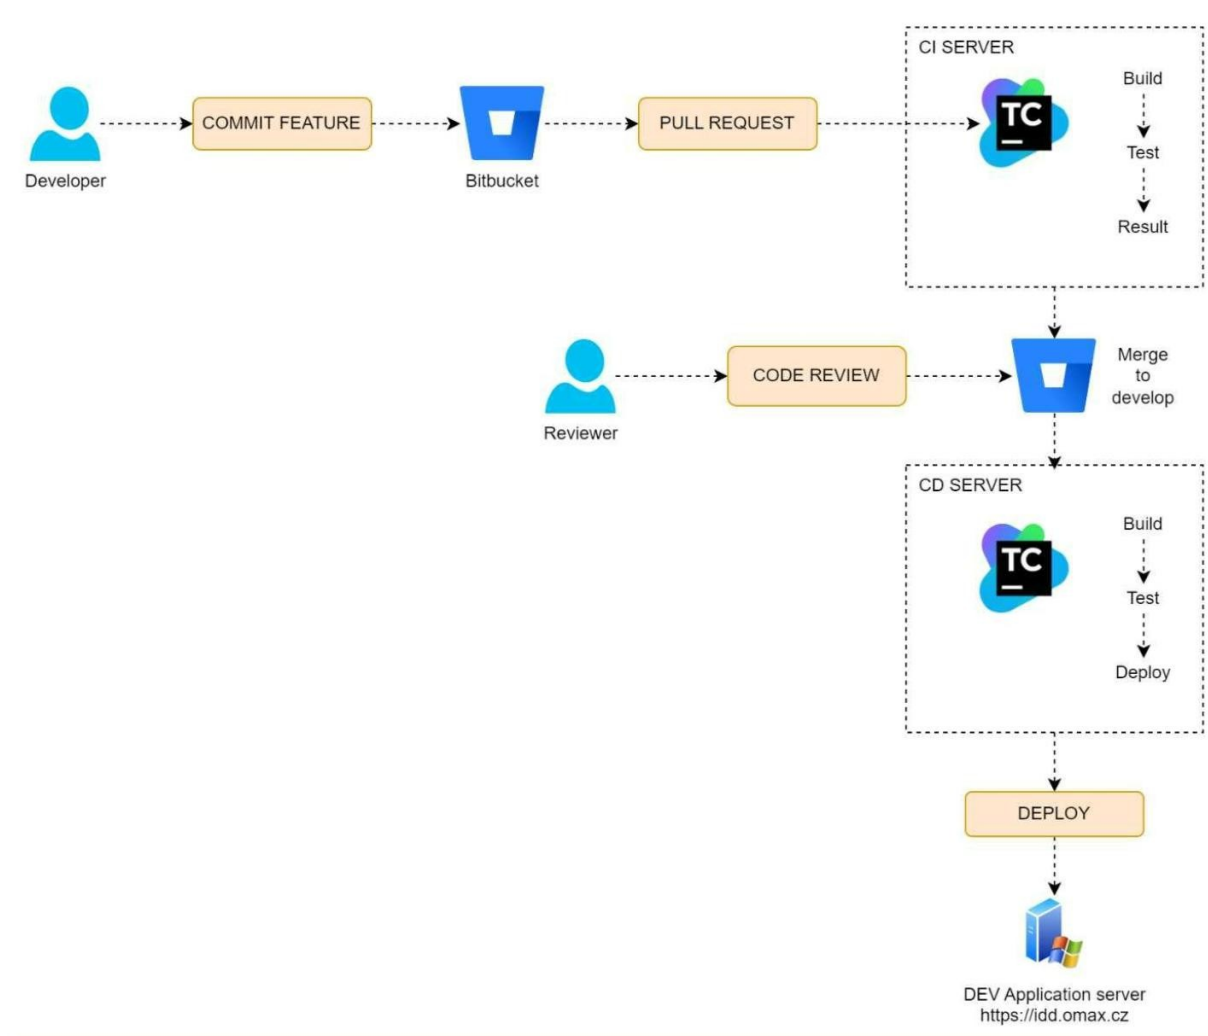 CI SERVER
TC
Build
Test
Result
Developer
COMMIT FEATURE
Bitbucket
PULL REQUEST
Reviewer
CODE REVIEW
Merge
to
develop
CD SERVER
TC
Build
Test
Deploy
DEPLOY
DEV Application server
https://idd.omax.cz